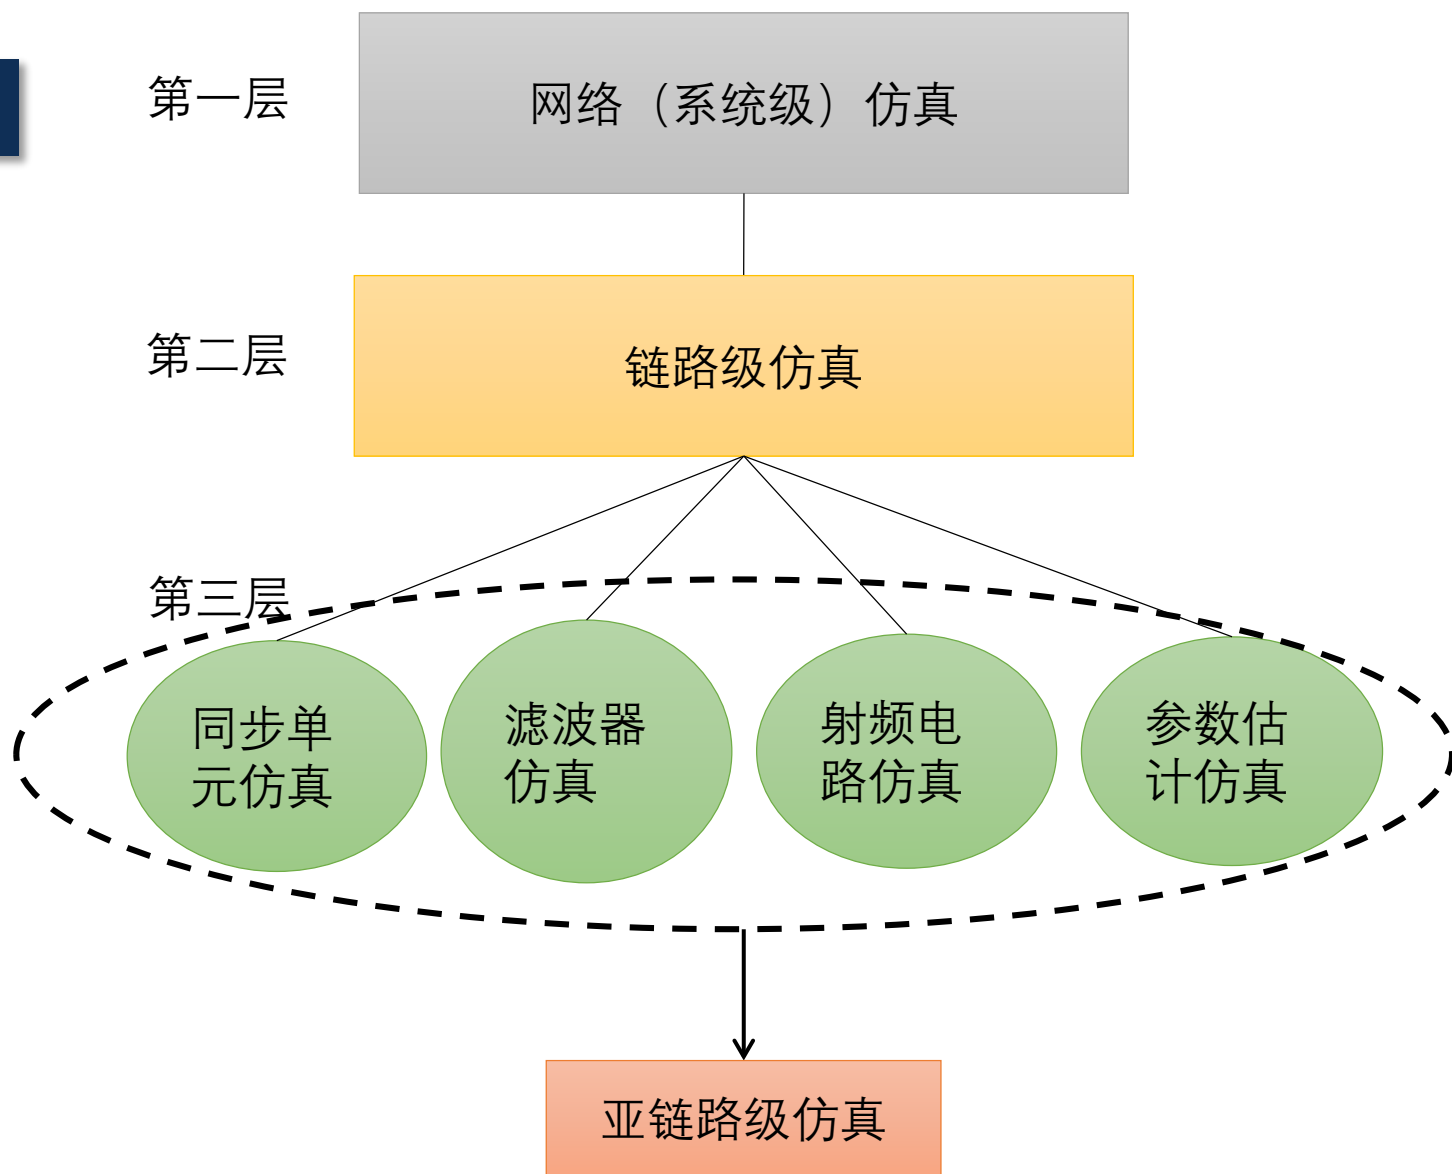 第一层
网络（系统级）仿真
第二层
链路级仿真
第三层
同步单
元仿真
滤波器
仿真
射频电
路仿真
参数估
计仿真
亚链路级仿真